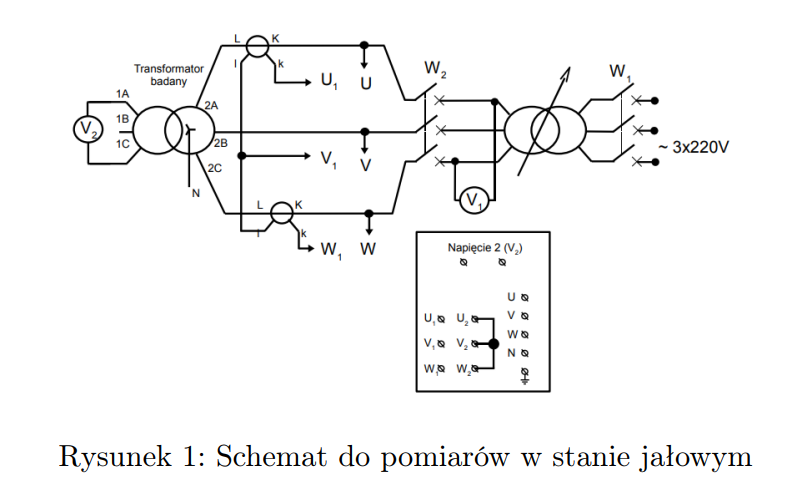 Transformator
badany
1A
1B
1C
V2
2A
2B
2C
N
L
K
l
k
U1
U
V1
V
L
K
l
k
W1
W
W2
W1
~ 3x220V
V1
Napięcie 2 (V2)
U
V
W
N
U1 U2
V1 V2
W1 W2
Rysunek 1: Schemat do pomiarów w stanie jałowym